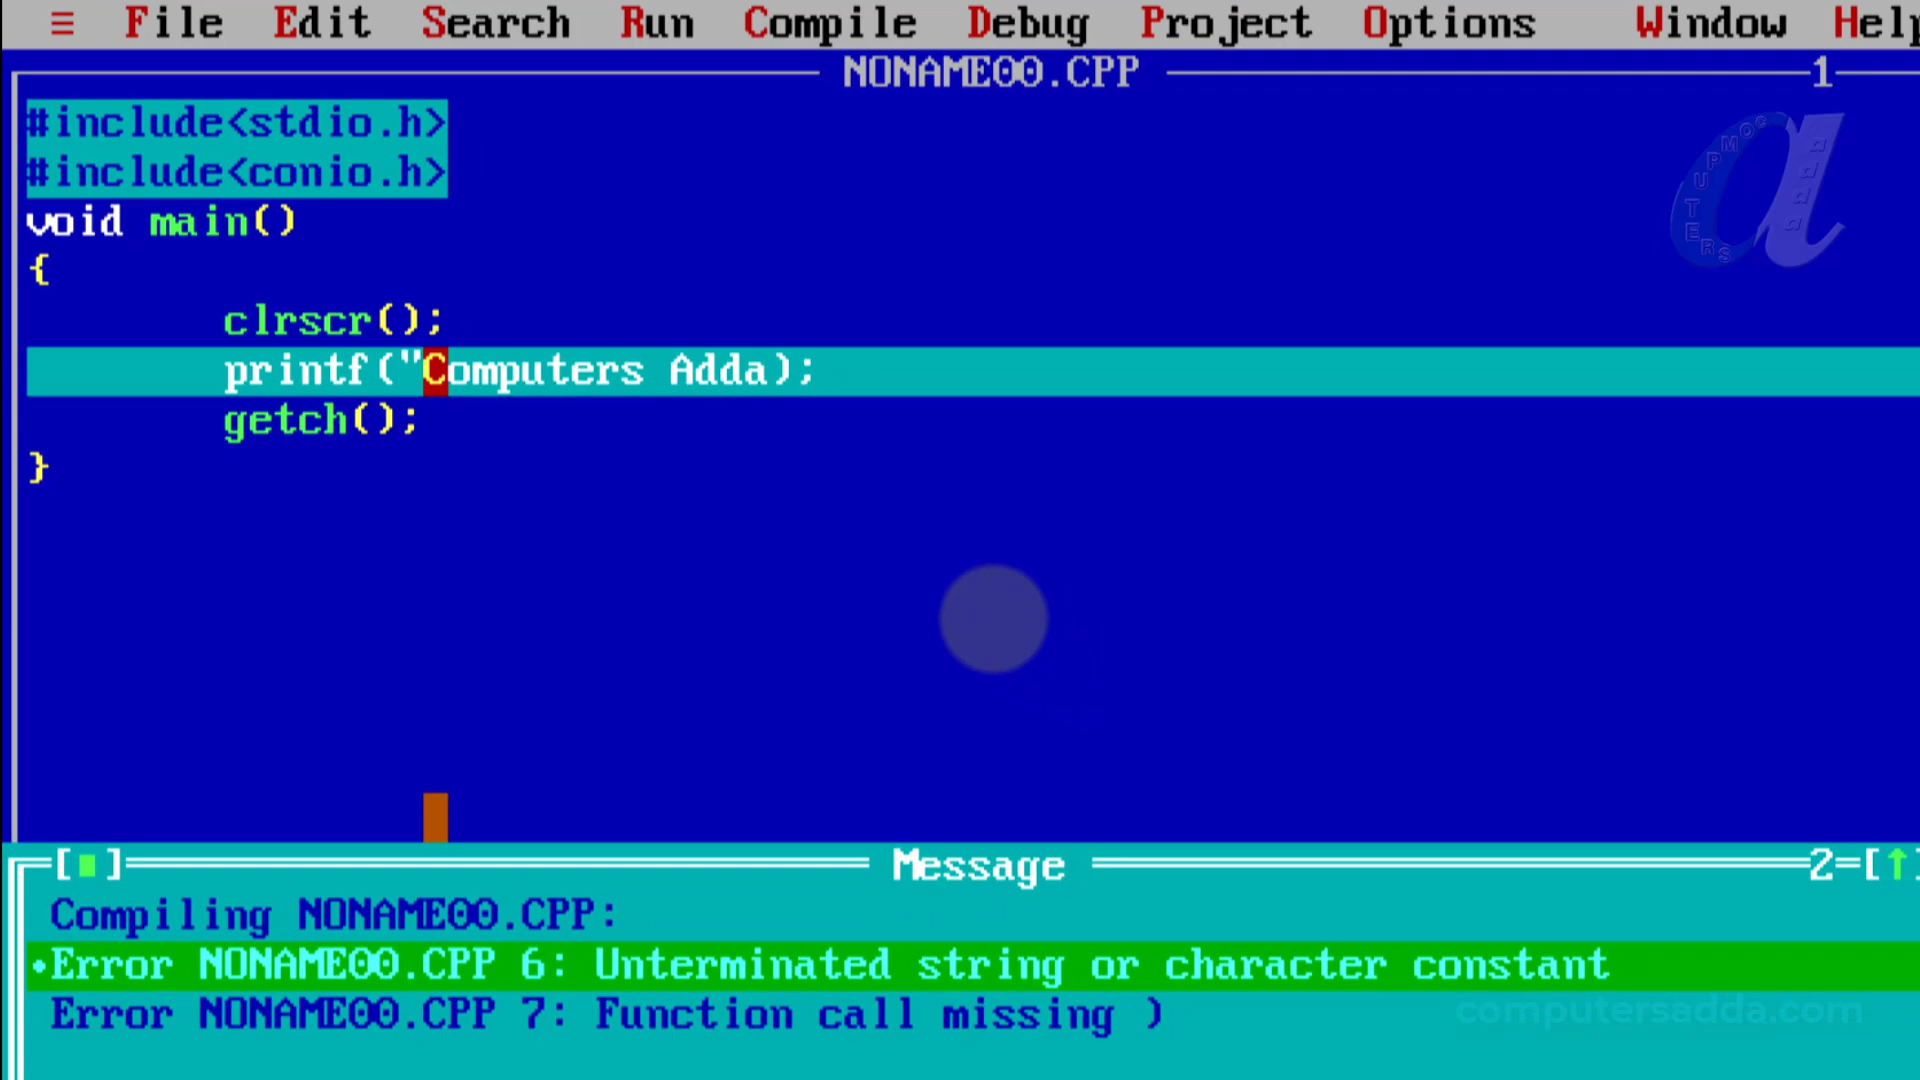 ≡ File Edit Search Run Compile Debug Project Options Window Help
NONAME00.CPP 1
#include<stdio.h>
#include<conio.h>
void main()
{
clrscr();
printf("Computers Adda);
getch();
}
COMPUTERS
adda
[■] Message 2=[↑]
Compiling NONAME00.CPP:
•Error NONAME00.CPP 6: Unterminated string or character constant
Error NONAME00.CPP 7: Function call missing )
computersadda.com